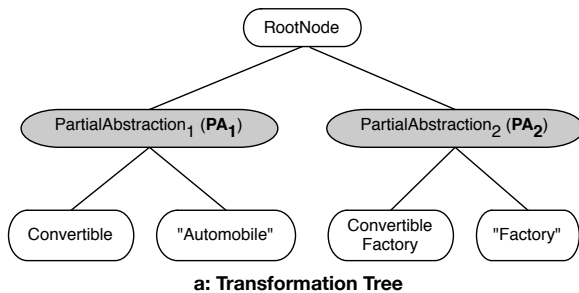 RootNode
PartialAbstraction₁ (PA₁)
PartialAbstraction₂ (PA₂)
Convertible
"Automobile"
Convertible
Factory
"Factory"
a: Transformation Tree